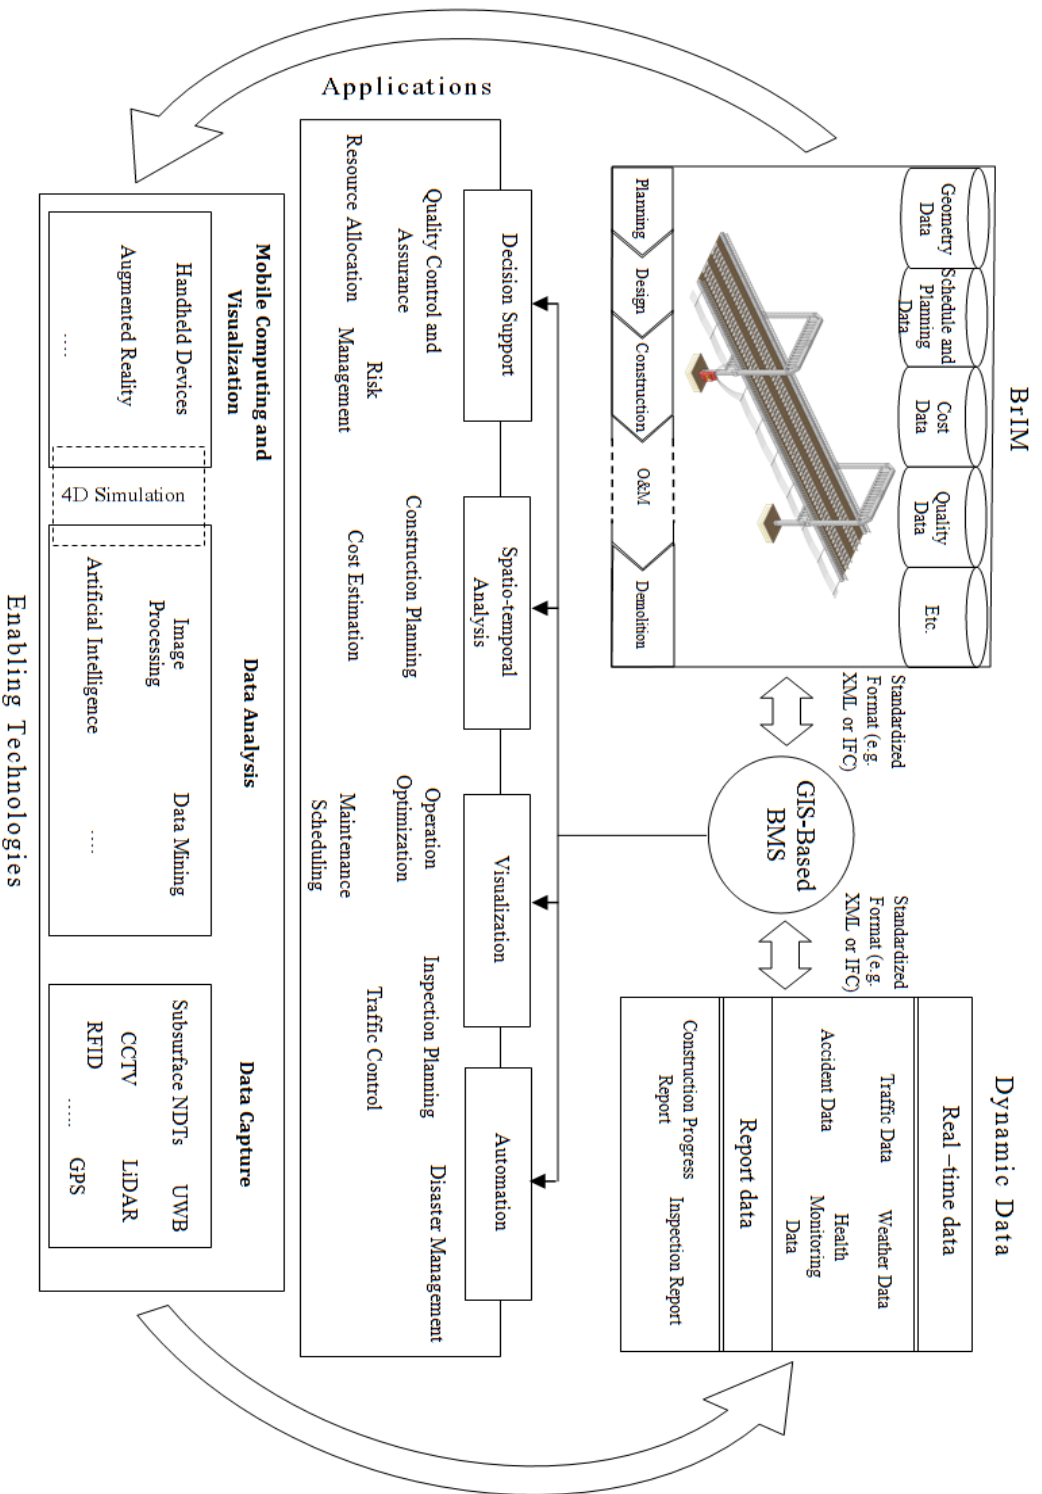 BrIM
Geometry
Data
Schedule and
Planning
Data
Cost
Data
Quality
Data
Etc.
Planning
Design
Construction
O&M
Demolition
Standardized
Format (e.g.
XML or IFC)
GIS-Based
BMS
Standardized
Format (e.g.
XML or IFC)
Dynamic Data
Real –time data
Traffic Data
Weather Data
Accident Data
Health
Monitoring
Data
Report data
Construction Progress
Report
Inspection Report
Applications
Decision Support
Spatio-temporal
Analysis
Visualization
Automation
Quality Control and
Assurance
Resource Allocation
Risk
Management
Construction Planning
Cost Estimation
Operation
Optimization
Maintenance
Scheduling
Inspection Planning
Traffic Control
Disaster Management
Mobile Computing and
Visualization
Handheld Devices
Augmented Reality
....
4D Simulation
Data Analysis
Image
Processing
Data Mining
Artificial Intelligence
....
Data Capture
Subsurface NDTs
UWB
CCTV
LiDAR
RFID
.....
GPS
Enabling Technologies